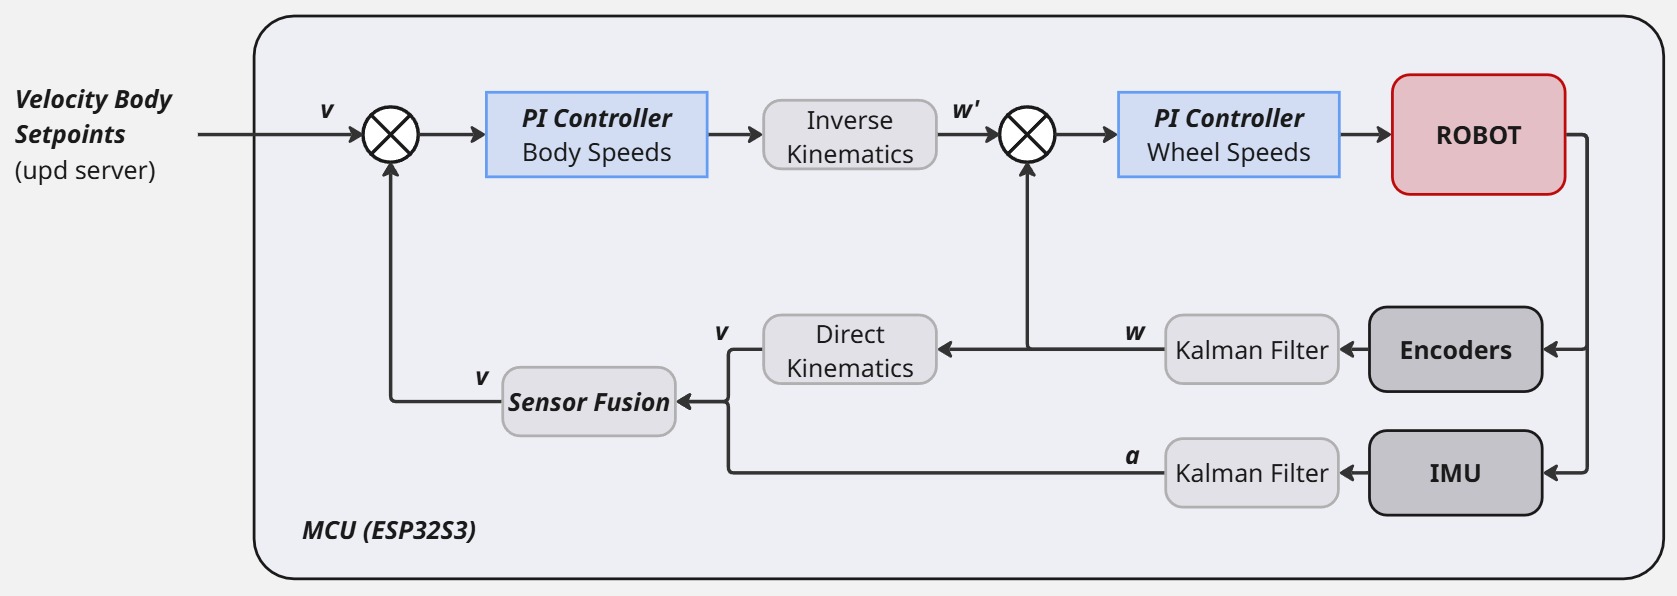 Velocity Body
Setpoints
(upd server)
v
PI Controller
Body Speeds
Inverse
Kinematics
w'
PI Controller
Wheel Speeds
ROBOT
v
Direct
Kinematics
w
Kalman Filter
Encoders
v
Sensor Fusion
a
Kalman Filter
IMU
MCU (ESP32S3)